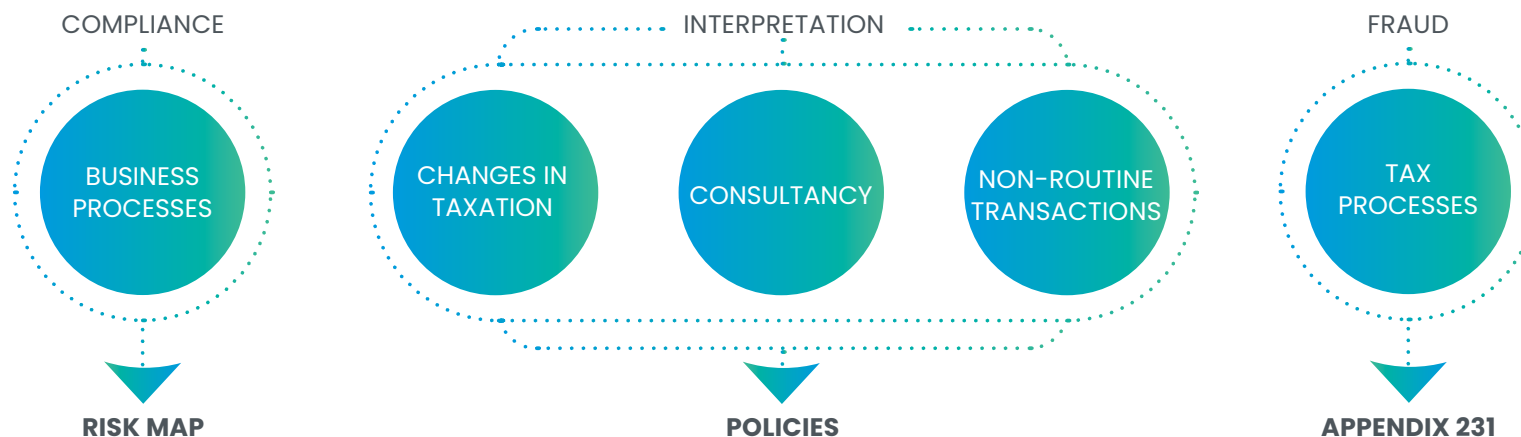 COMPLIANCE
INTERPRETATION
FRAUD
BUSINESS
PROCESSES
CHANGES IN
TAXATION
CONSULTANCY
NON-ROUTINE
TRANSACTIONS
TAX
PROCESSES
RISK MAP
POLICIES
APPENDIX 231